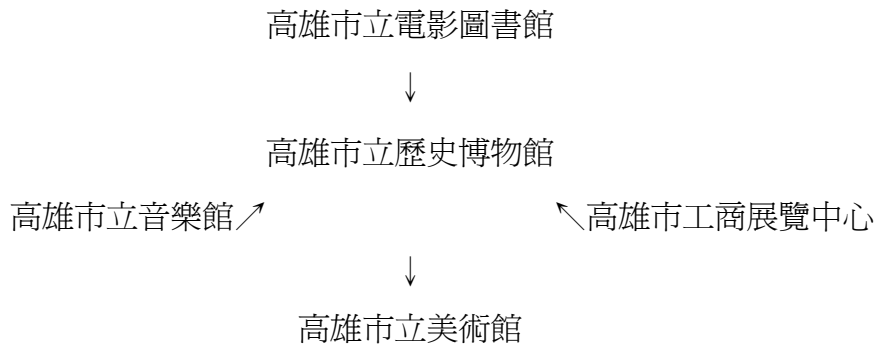 高雄市立電影圖書館
↓
高雄市立歷史博物館
高雄市立音樂館↗ ↖高雄市工商展覽中心
↓
高雄市立美術館